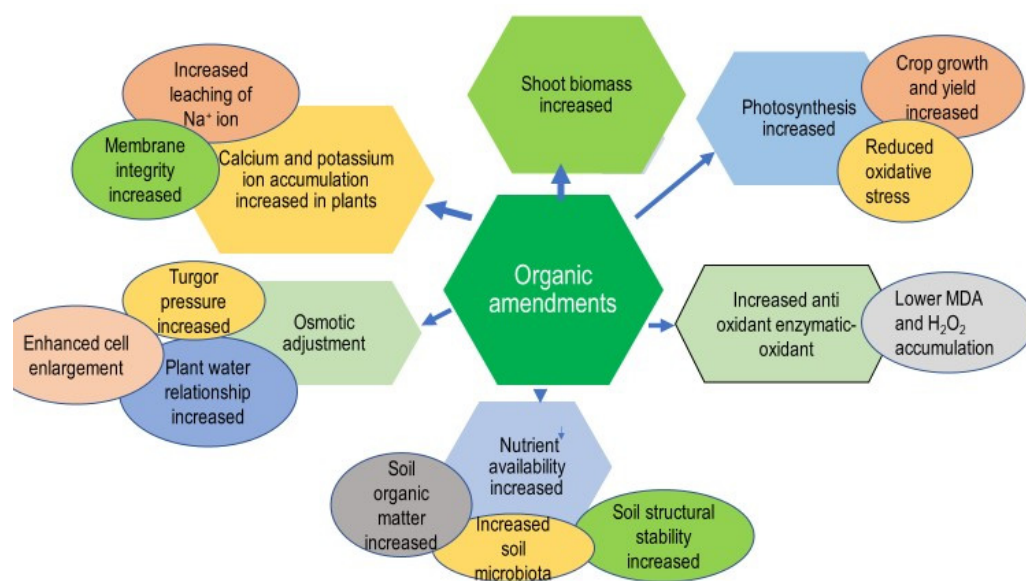 Increased
leaching of
Na⁺ ion
Membrane
integrity
increased
Calcium and potassium
ion accumulation
increased in plants
Shoot biomass
increased
Photosynthesis
increased
Crop growth
and yield
increased
Reduced
oxidative
stress
Organic
amendments
Turgor
pressure
increased
Enhanced cell
enlargement
Plant water
relationship
increased
Osmotic
adjustment
Increased anti
oxidant enzymatic-
oxidant
Lower MDA
and H₂O₂
accumulation
Nutrient
availability
increased
Soil
organic
matter
increased
Increased
soil
microbiota
Soil structural
stability
increased